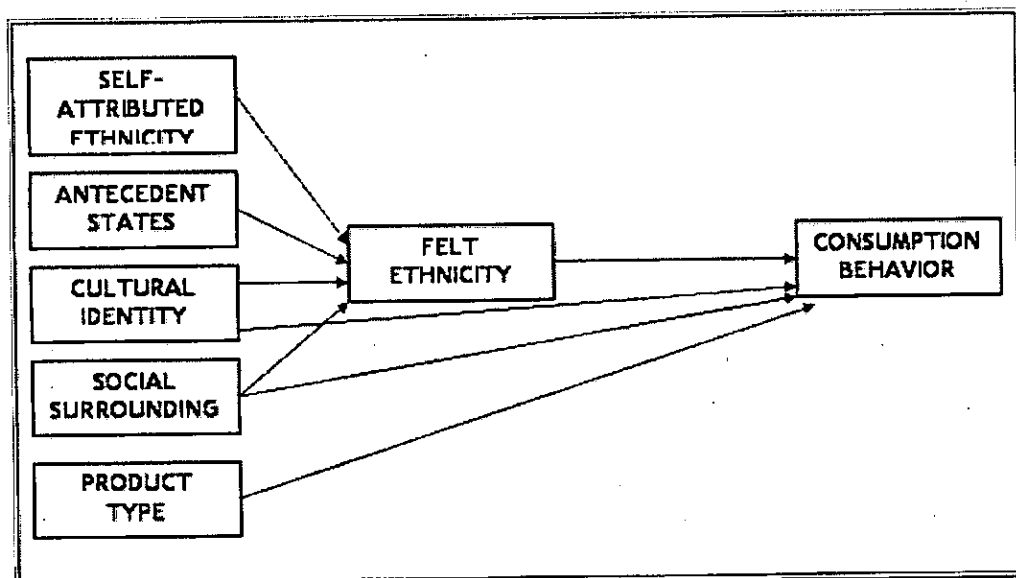 SELF-
ATTRIBUTED
ETHNICITY
ANTECEDENT
STATES
CULTURAL
IDENTITY
SOCIAL
SURROUNDING
PRODUCT
TYPE
FELT
ETHNICITY
CONSUMPTION
BEHAVIOR